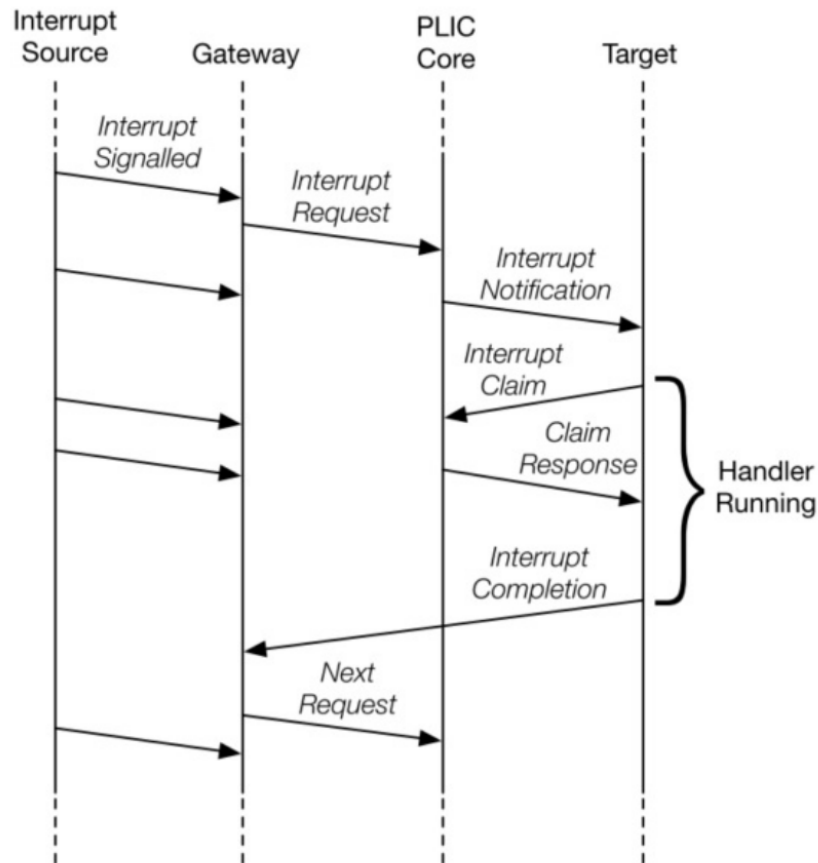 Interrupt
Source
Gateway
PLIC
Core
Target
Interrupt
Signalled
Interrupt
Request
Interrupt
Notification
Interrupt
Claim
Claim
Response
Handler
Running
Interrupt
Completion
Next
Request